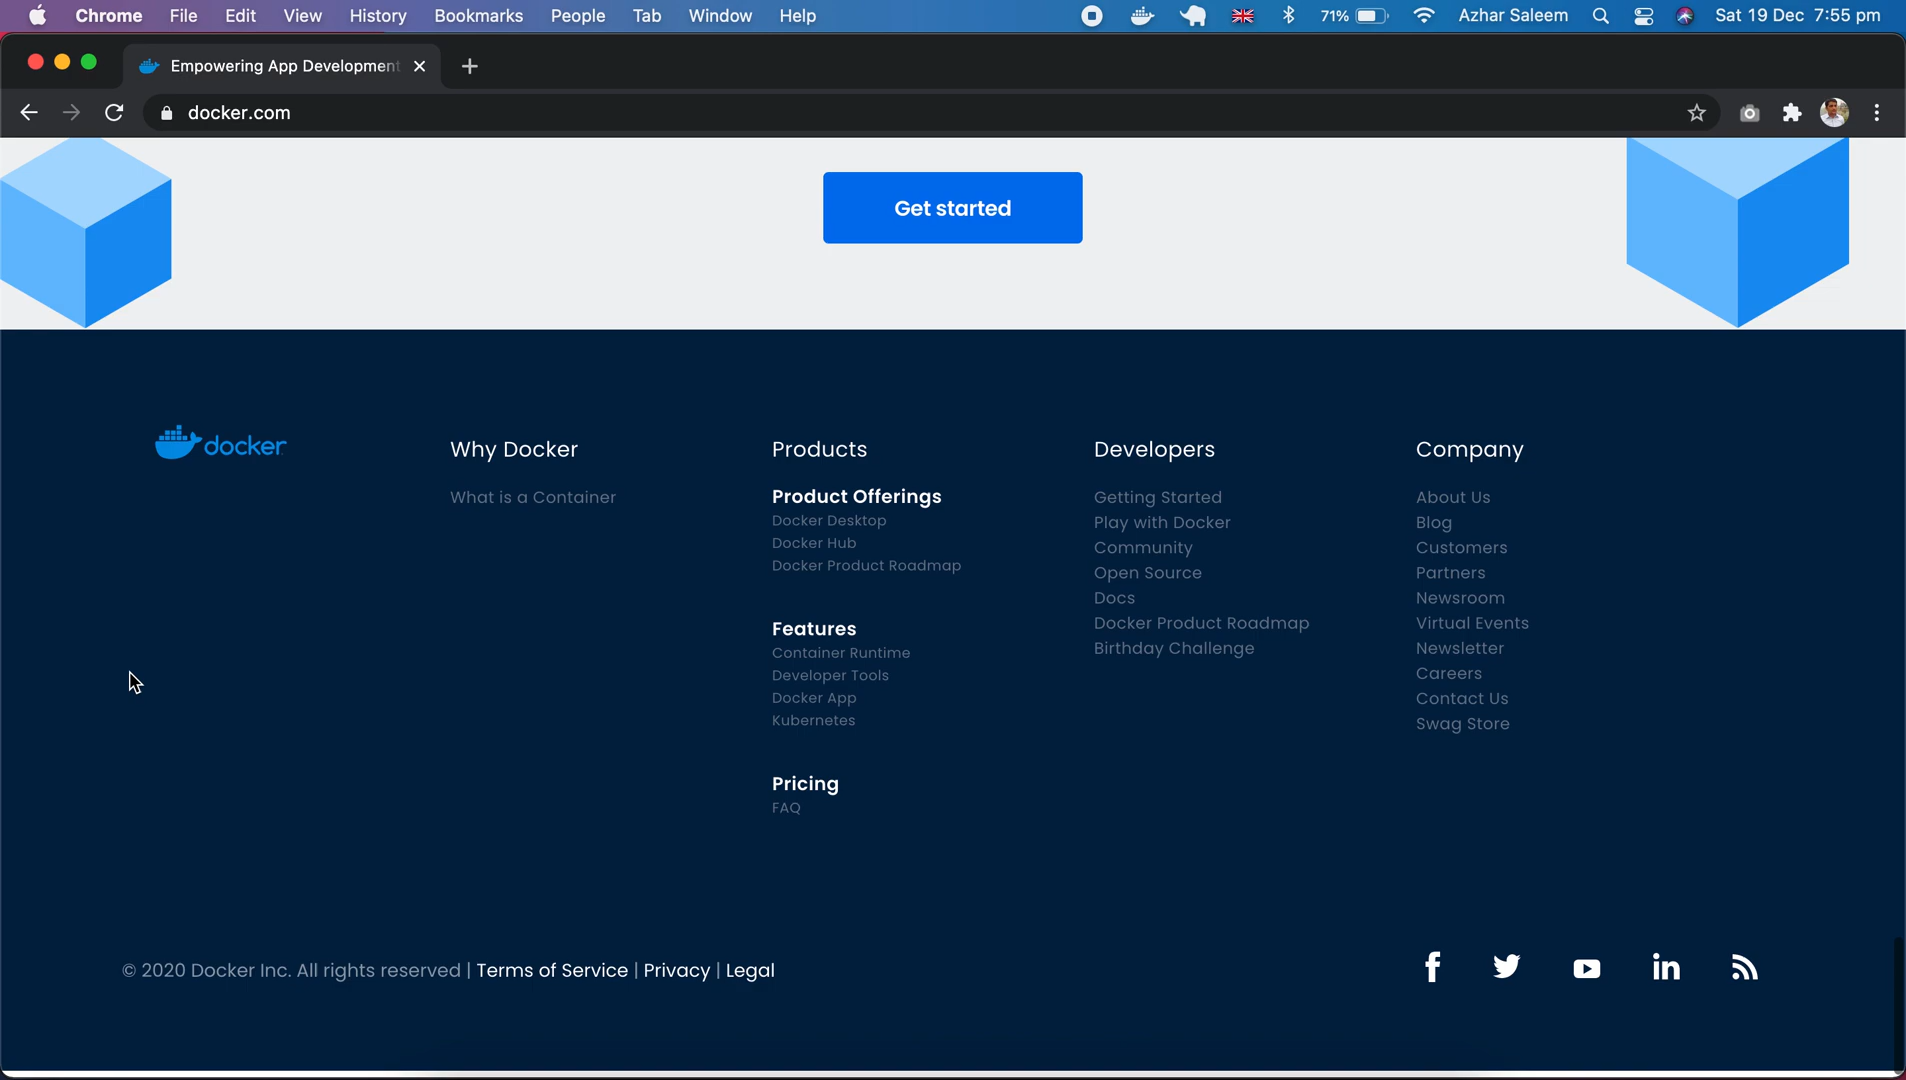 Chrome File Edit View History Bookmarks People Tab Window Help 71% Azhar Saleem Sat 19 Dec 7:55 pm
Empowering App Development
docker.com
Get started
docker
Why Docker
What is a Container
Products
Product Offerings
Docker Desktop
Docker Hub
Docker Product Roadmap
Features
Container Runtime
Developer Tools
Docker App
Kubernetes
Pricing
FAQ
Developers
Getting Started
Play with Docker
Community
Open Source
Docs
Docker Product Roadmap
Birthday Challenge
Company
About Us
Blog
Customers
Partners
Newsroom
Virtual Events
Newsletter
Careers
Contact Us
Swag Store
© 2020 Docker Inc. All rights reserved | Terms of Service | Privacy | Legal